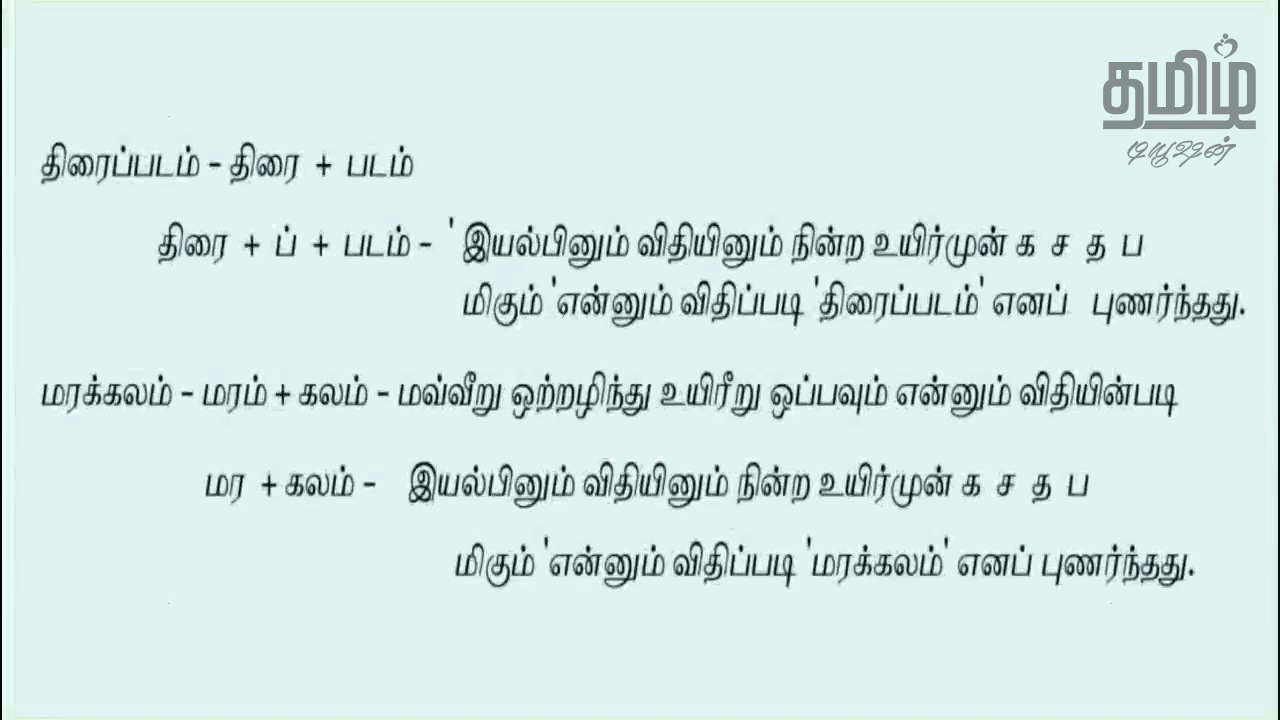 தமிழ்
டியூஷன்
திரைப்படம் - திரை + படம்
திரை + ப் + படம் - ' இயல்பினும் விதியினும் நின்ற உயிர்முன் க ச த ப
மிகும் 'என்னும் விதிப்படி 'திரைப்படம்' எனப் புணர்ந்தது.
மரக்கலம் - மரம் + கலம் - மவ்வீறு ஒற்றழிந்து உயிரீறு ஒப்பவும் என்னும் விதியின்படி
மர + கலம் - இயல்பினும் விதியினும் நின்ற உயிர்முன் க ச த ப
மிகும் 'என்னும் விதிப்படி 'மரக்கலம்' எனப் புணர்ந்தது.